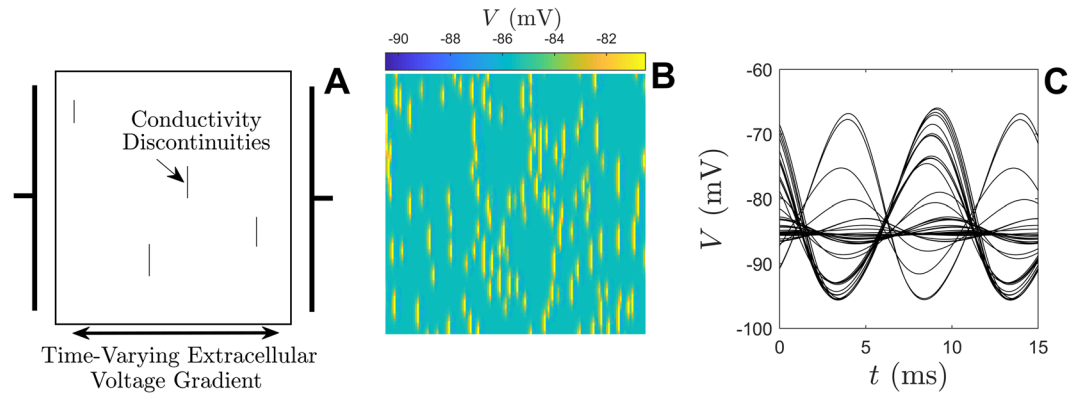 A
Conductivity
Discontinuities
Time-Varying Extracellular
Voltage Gradient
V (mV)
-90 -88 -86 -84 -82
B
C
-60
-70
-80
-90
-100
V (mV)
0 5 10 15
t (ms)